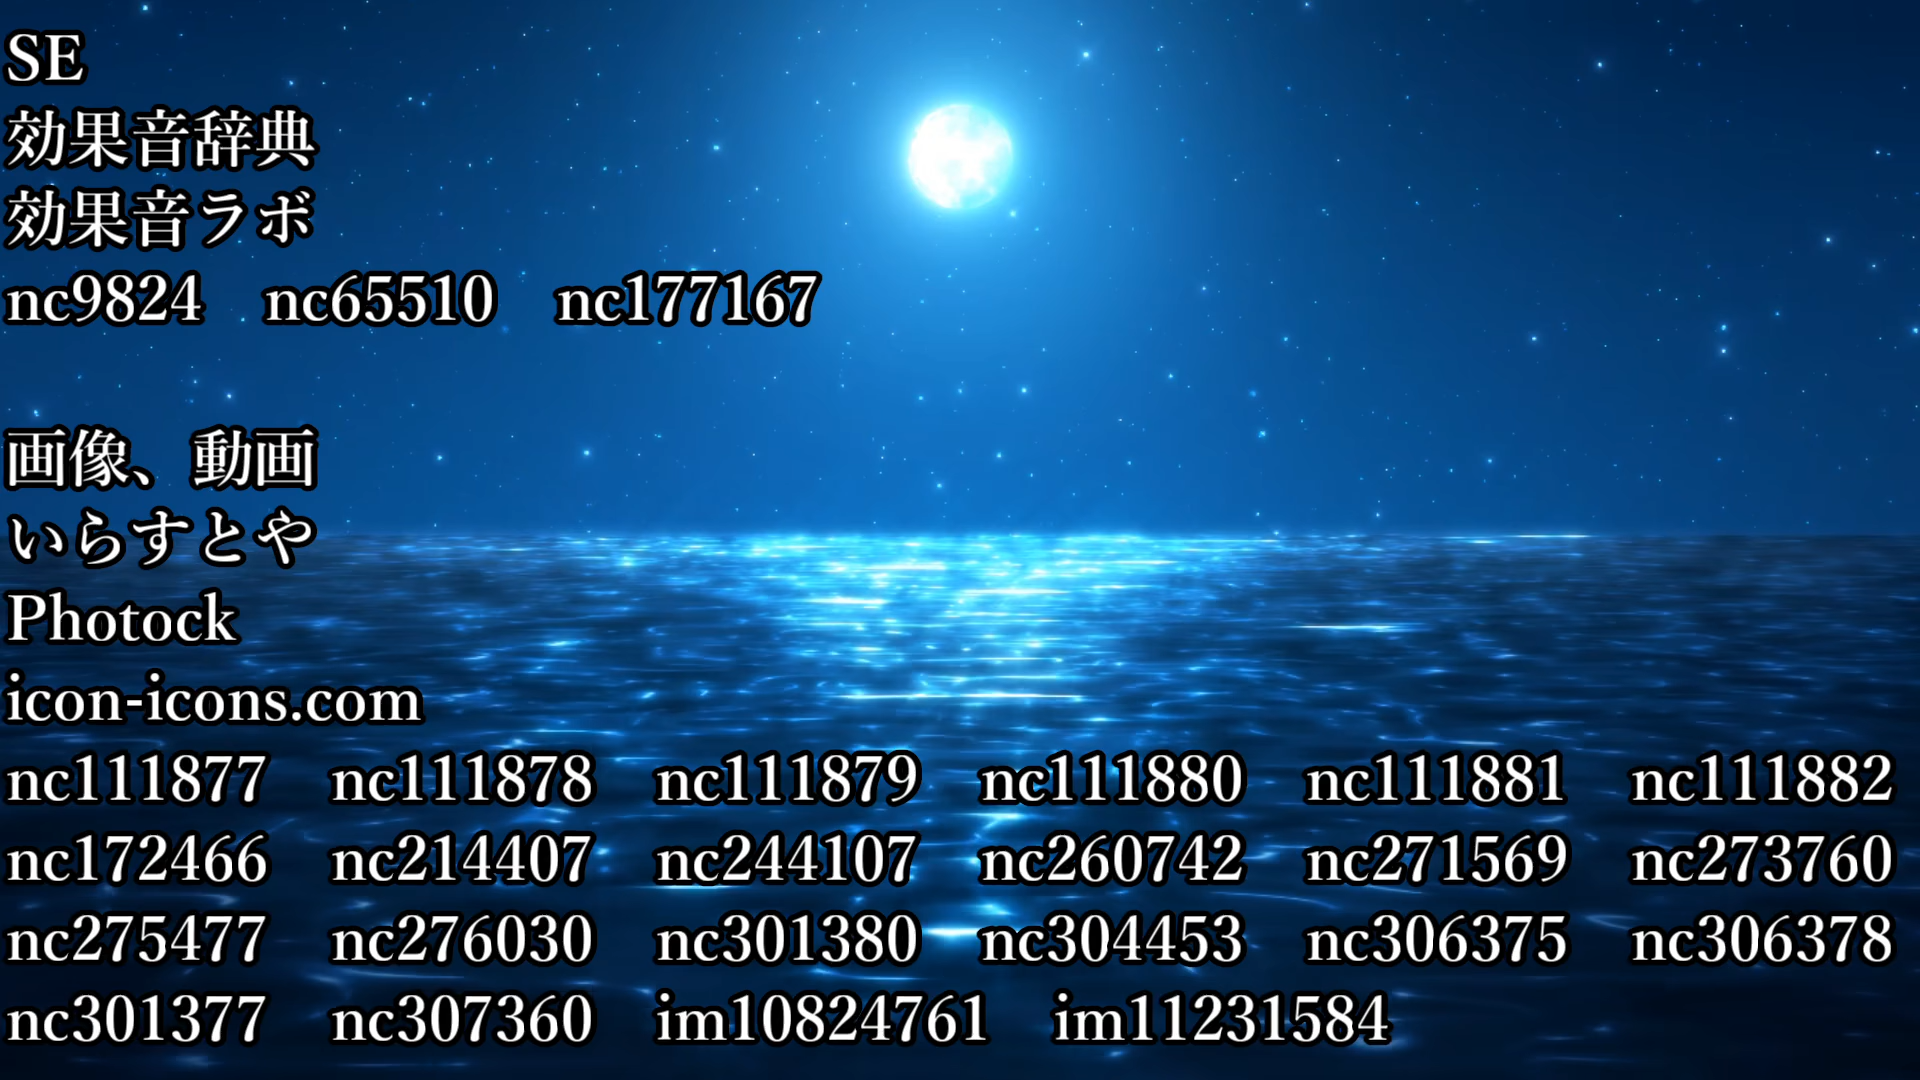 SE
効果音辞典
効果音ラボ
nc9824 nc65510 nc177167
画像、動画
いらすとや
Photock
icon-icons.com
nc111877 nc111878 nc111879 nc111880 nc111881 nc111882
nc172466 nc214407 nc244107 nc260742 nc271569 nc273760
nc275477 nc276030 nc301380 nc304453 nc306375 nc306378
nc301377 nc307360 im10824761 im11231584